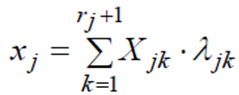 x_j = \sum_{k=1}^{r_j+1} X_{jk} \cdot \lambda_{jk}